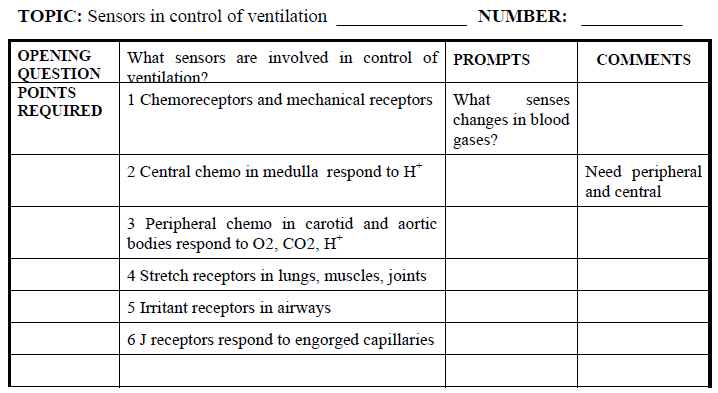 TOPIC: Sensors in control of ventilation _______________ NUMBER: ____________
OPENING QUESTION
What sensors are involved in control of
ventilation?
PROMPTS
COMMENTS
POINTS REQUIRED
1 Chemoreceptors and mechanical receptors
What senses
changes in blood
gases?
2 Central chemo in medulla respond to H⁺
Need peripheral
and central
3 Peripheral chemo in carotid and aortic
bodies respond to O2, CO2, H⁺
4 Stretch receptors in lungs, muscles, joints
5 Irritant receptors in airways
6 J receptors respond to engorged capillaries